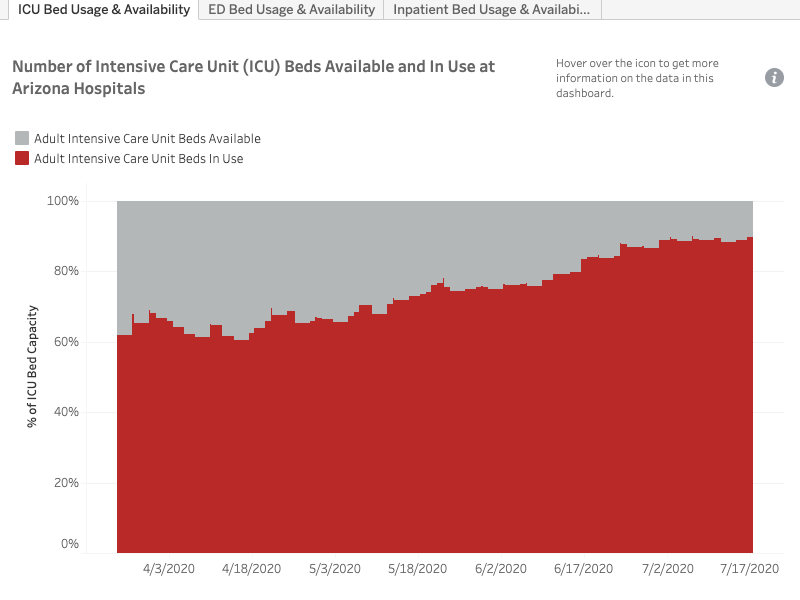 ICU Bed Usage & Availability
ED Bed Usage & Availability
Inpatient Bed Usage & Availabi...
Number of Intensive Care Unit (ICU) Beds Available and In Use at
Arizona Hospitals
Hover over the icon to get more
information on the data in this
dashboard.
i
Adult Intensive Care Unit Beds Available
Adult Intensive Care Unit Beds In Use
% of ICU Bed Capacity
100%
80%
60%
40%
20%
0%
4/3/2020
4/18/2020
5/3/2020
5/18/2020
6/2/2020
6/17/2020
7/2/2020
7/17/2020